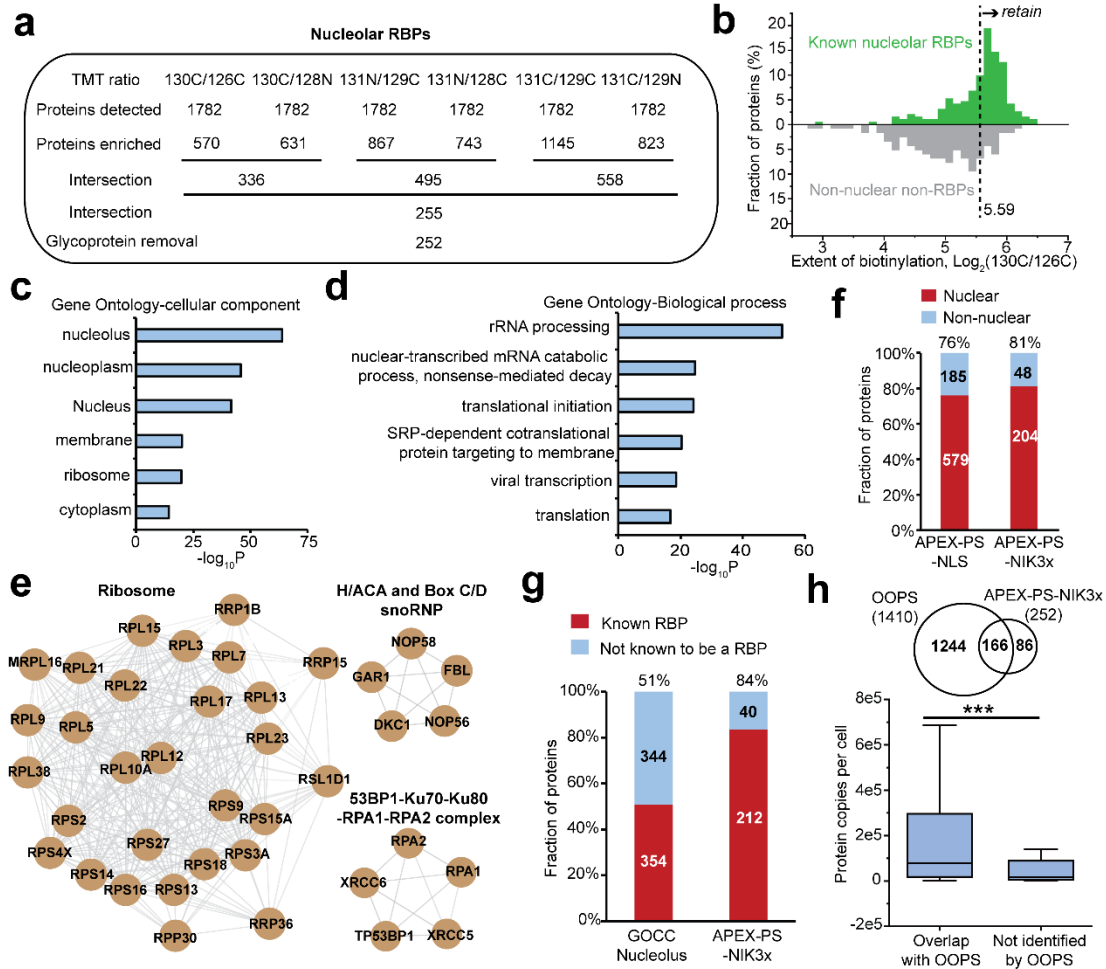 a
Nucleolar RBPs
TMT ratio 130C/126C 130C/128N 131N/129C 131N/128C 131C/129C 131C/129N
Proteins detected 1782 1782 1782 1782 1782 1782
Proteins enriched 570 631 867 743 1145 823
Intersection 336 495 558
Intersection 255
Glycoprotein removal 252
b
retain
Known nucleolar RBPs
Non-nuclear non-RBPs
5.59
Fraction of proteins (%)
20
15
10
5
0
5
10
15
20
3 4 5 6 7
Extent of biotinylation, Log2(130C/126C)
c
Gene Ontology-cellular component
nucleolus
nucleoplasm
Nucleus
membrane
ribosome
cytoplasm
0 25 50 75
-log10P
d
Gene Ontology-Biological process
rRNA processing
nuclear-transcribed mRNA catabolic
process, nonsense-mediated decay
translational initiation
SRP-dependent cotranslational
protein targeting to membrane
viral transcription
translation
0 20 40 60
-log10P
f
Nuclear
Non-nuclear
76% 81%
100%
80%
60%
40%
20%
0%
Fraction of proteins
185 48
579 204
APEX-PS
-NLS
APEX-PS
-NIK3x
e
Ribosome
RRP1B
RPL15
RPL3
RPL7
RRP15
MRPL16
RPL21
RPL22
RPL17
RPL13
RPL9
RPL5
RPL23
RPL12
RPL10A
RPL38
RSL1D1
RPS9
RPS2
RPS15A
RPS27
RPS4X
RPS18
RPS3A
RPS14
RPS16
RPS13
RPP30
RRP36
H/ACA and Box C/D
snoRNP
NOP58
GAR1
FBL
DKC1
NOP56
53BP1-Ku70-Ku80
-RPA1-RPA2 complex
RPA2
XRCC6
RPA1
TP53BP1
XRCC5
g
Known RBP
Not known to be a RBP
51% 84%
100%
80%
60%
40%
20%
0%
Fraction of proteins
344 40
354 212
GOCC
Nucleolus
APEX-PS
-NIK3x
h
OOPS
(1410)
APEX-PS-NIK3x
(252)
1244 166 86
***
Protein copies per cell
8e5
6e5
4e5
2e5
0
-2e5
Overlap
with OOPS
Not identified
by OOPS